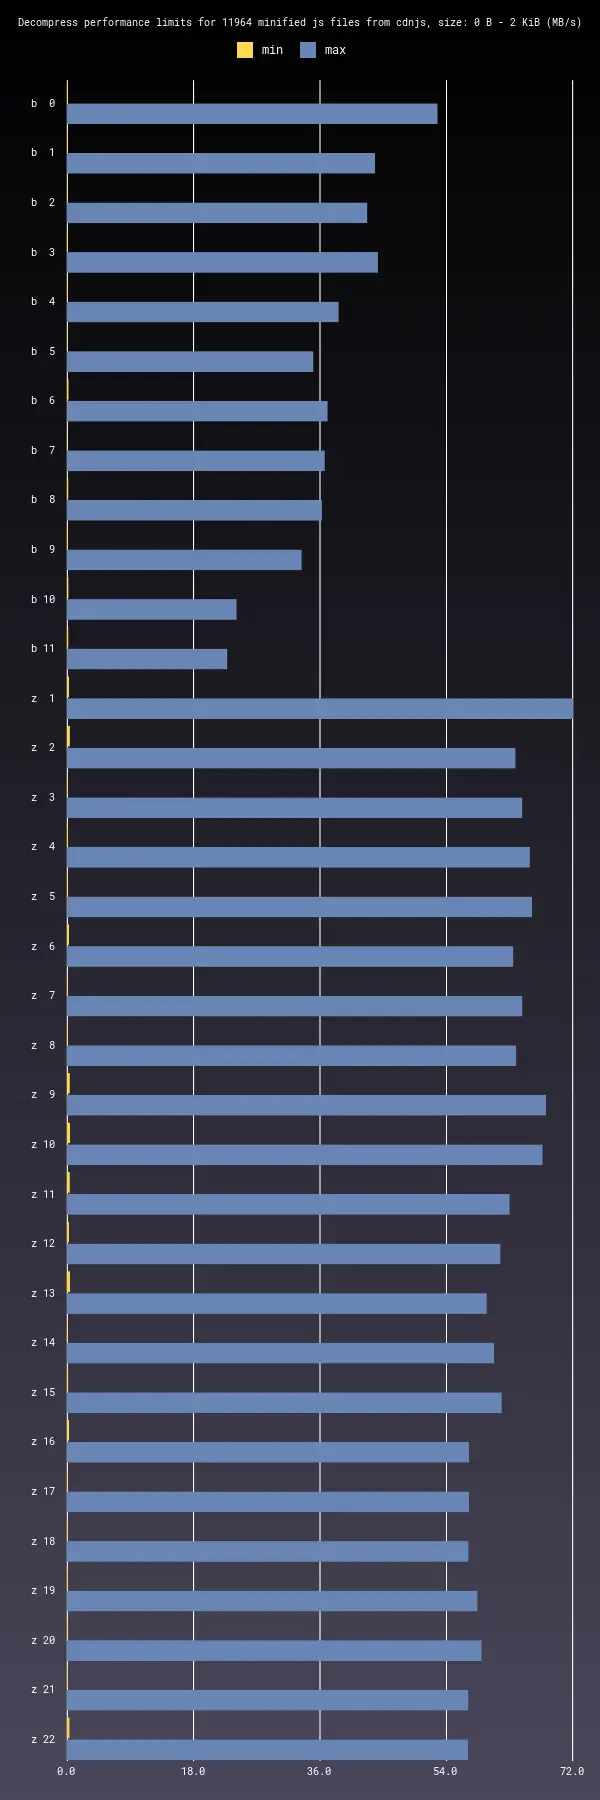 Decompress performance limits for 11964 minified js files from cdnjs, size: 0 B - 2 KiB (MB/s)
min max
b 0
b 1
b 2
b 3
b 4
b 5
b 6
b 7
b 8
b 9
b 10
b 11
z 1
z 2
z 3
z 4
z 5
z 6
z 7
z 8
z 9
z 10
z 11
z 12
z 13
z 14
z 15
z 16
z 17
z 18
z 19
z 20
z 21
z 22
0.0 18.0 36.0 54.0 72.0